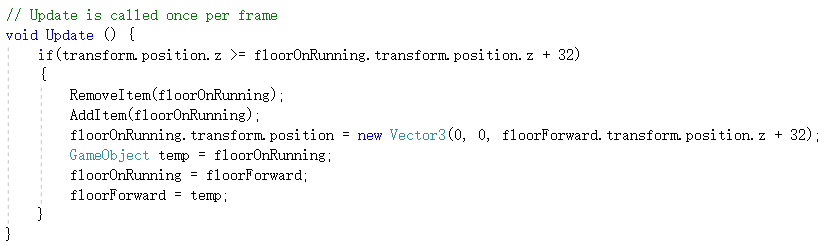 // Update is called once per frame
void Update () {
    if(transform.position.z >= floorOnRunning.transform.position.z + 32)
    {
        RemoveItem(floorOnRunning);
        AddItem(floorOnRunning);
        floorOnRunning.transform.position = new Vector3(0, 0, floorForward.transform.position.z + 32);
        GameObject temp = floorOnRunning;
        floorOnRunning = floorForward;
        floorForward = temp;
    }
}